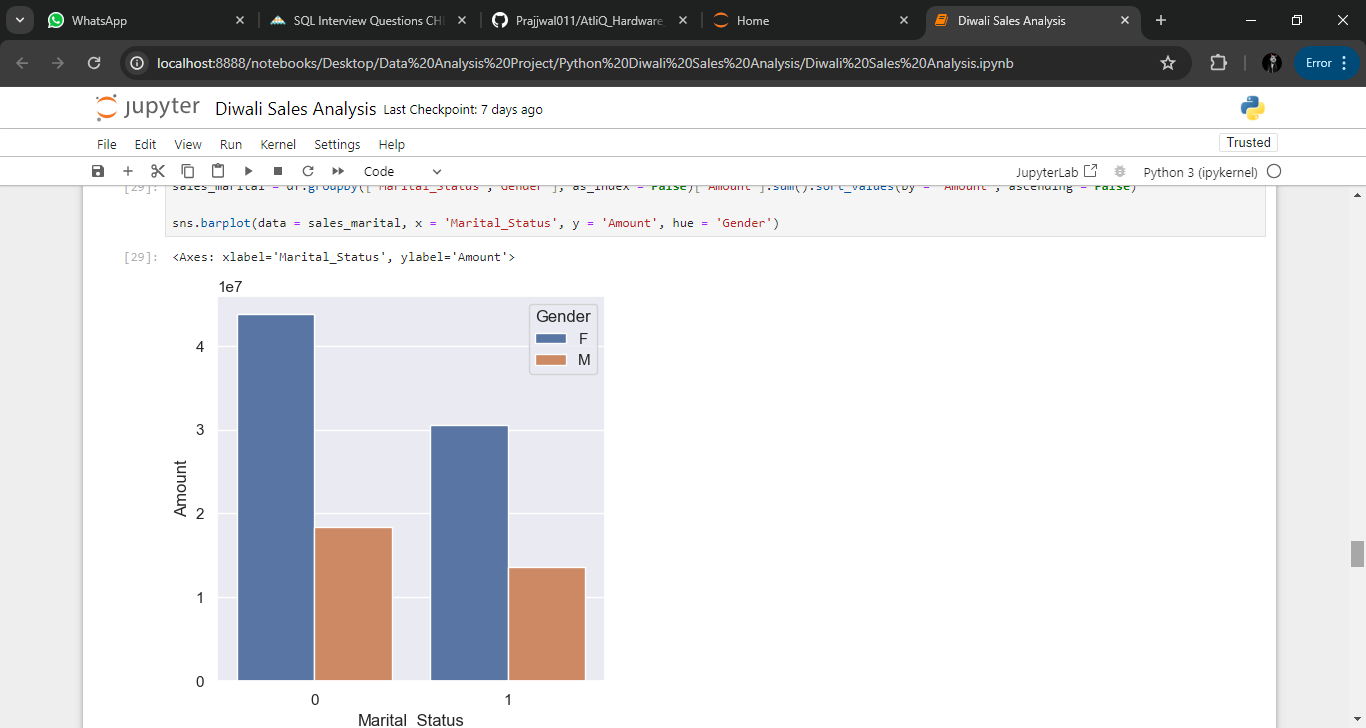 WhatsApp
SQL Interview Questions CH
Prajjwal011/AtliQ_Hardware_
Home
Diwali Sales Analysis
localhost:8888/notebooks/Desktop/Data%20Analysis%20Project/Python%20Diwali%20Sales%20Analysis/Diwali%20Sales%20Analysis.ipynb
Error
jupyter Diwali Sales Analysis Last Checkpoint: 7 days ago
File Edit View Run Kernel Settings Help
Trusted
Code
JupyterLab
Python 3 (ipykernel)
[29]: sales_marital = df.groupby(['Marital_Status', 'Gender'], as_index = False)['Amount'].sum().sort_values(by = 'Amount', ascending = False)
sns.barplot(data = sales_marital, x = 'Marital_Status', y = 'Amount', hue = 'Gender')
[29]: <Axes: xlabel='Marital_Status', ylabel='Amount'>
1e7
Gender
F
M
4
3
2
1
0
Amount
0 1
Marital_Status